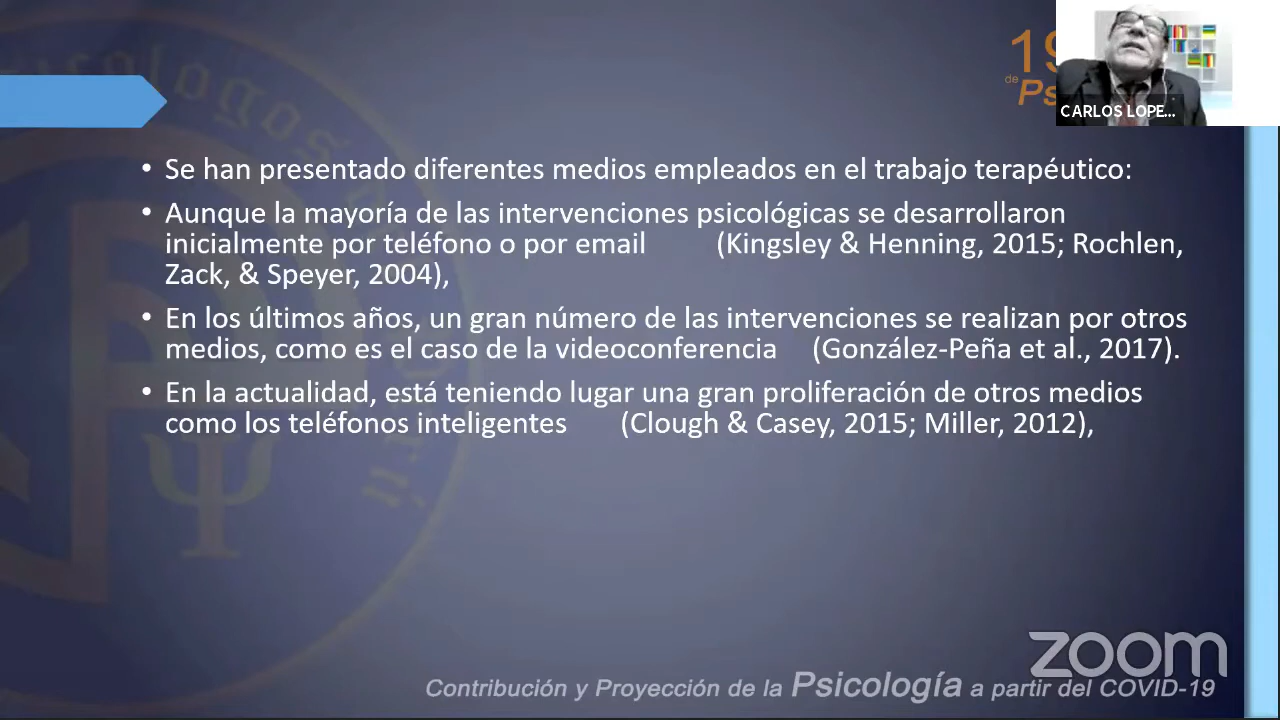 19
de
Ps
CARLOS LOPE...
• Se han presentado diferentes medios empleados en el trabajo terapéutico:
• Aunque la mayoría de las intervenciones psicológicas se desarrollaron
inicialmente por teléfono o por email (Kingsley & Henning, 2015; Rochlen,
Zack, & Speyer, 2004),
• En los últimos años, un gran número de las intervenciones se realizan por otros
medios, como es el caso de la videoconferencia (González-Peña et al., 2017).
• En la actualidad, está teniendo lugar una gran proliferación de otros medios
como los teléfonos inteligentes (Clough & Casey, 2015; Miller, 2012),
zoom
Contribución y Proyección de la Psicología a partir del COVID-19